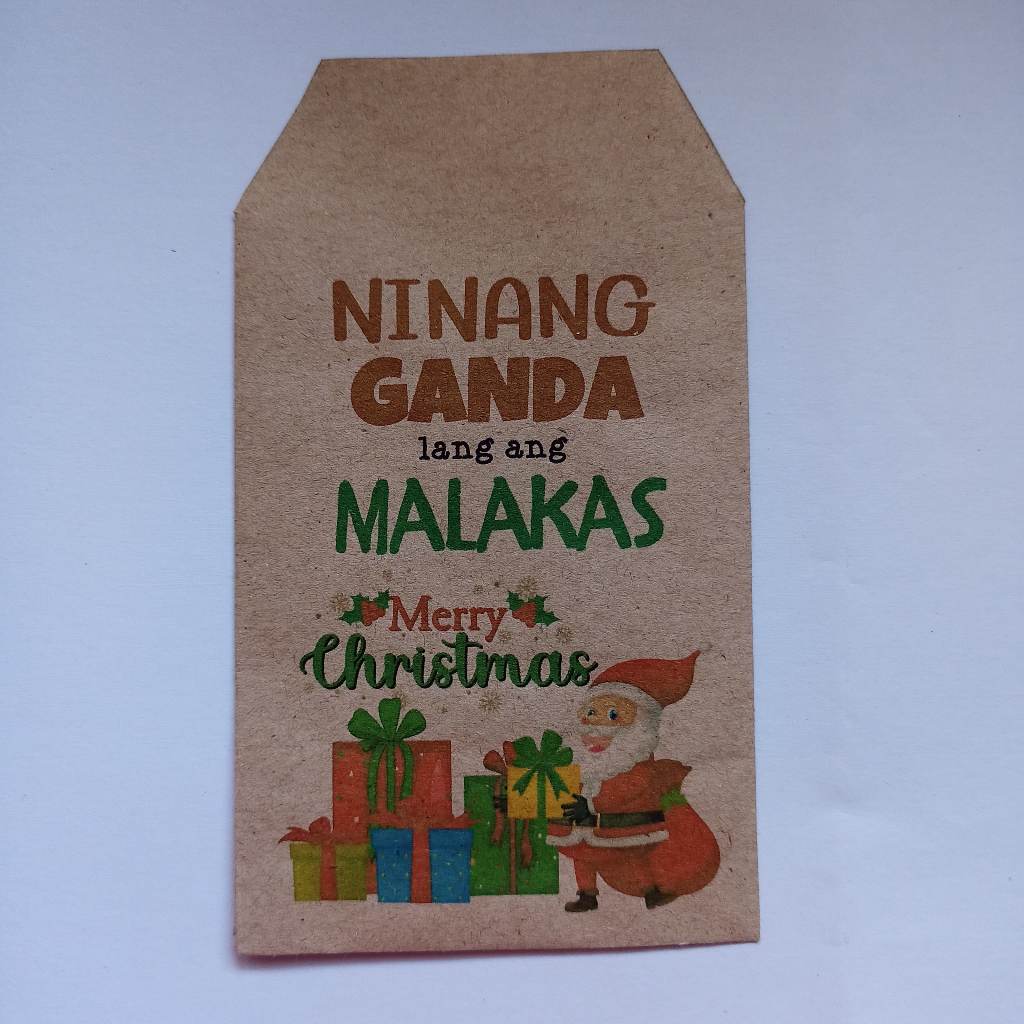 NINANG
GANDA
lang ang
MALAKAS
Merry
Christmas